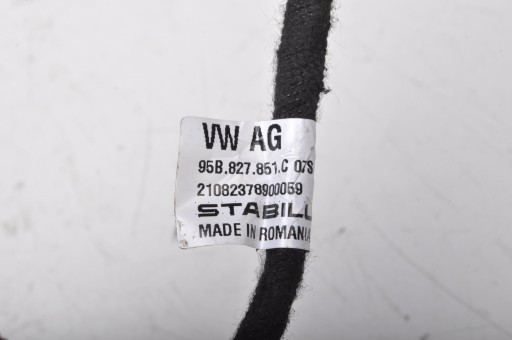 VW AG
95B.827.851.C 07S
21082378900059
STABILL
MADE IN ROMANIA